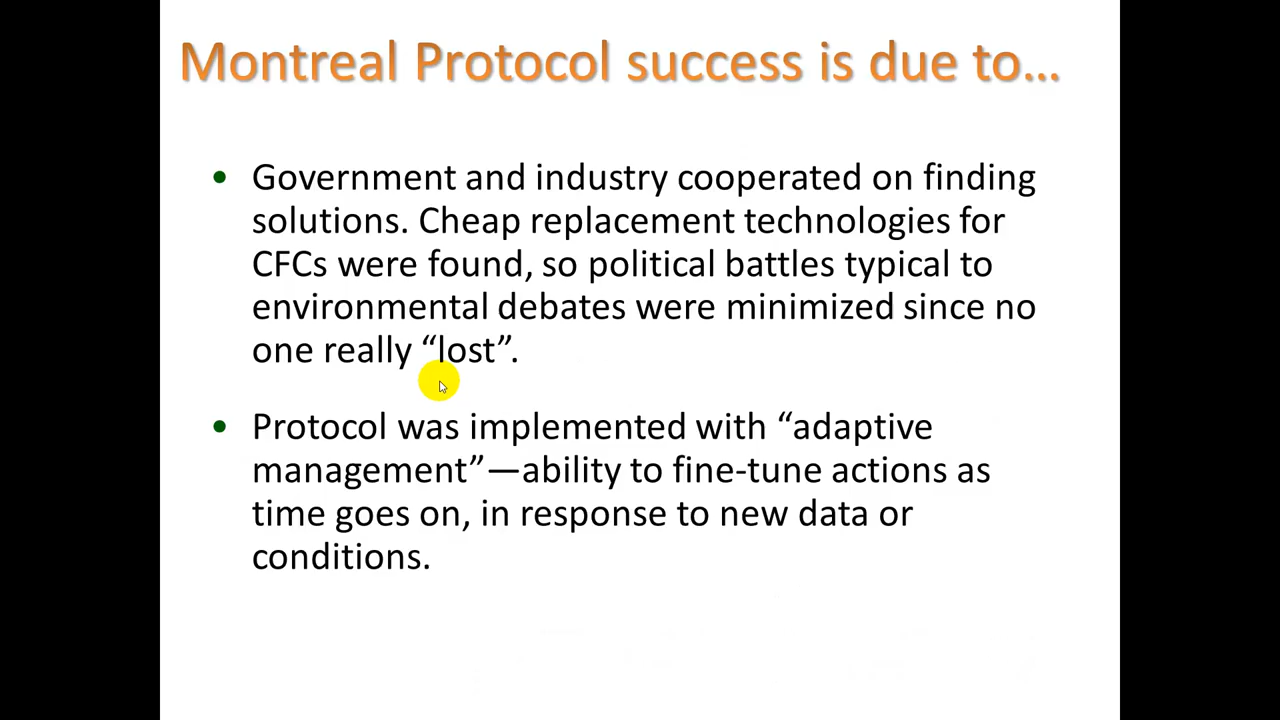 Montreal Protocol success is due to…
• Government and industry cooperated on finding
solutions. Cheap replacement technologies for
CFCs were found, so political battles typical to
environmental debates were minimized since no
one really “lost”.
• Protocol was implemented with “adaptive
management”—ability to fine-tune actions as
time goes on, in response to new data or
conditions.